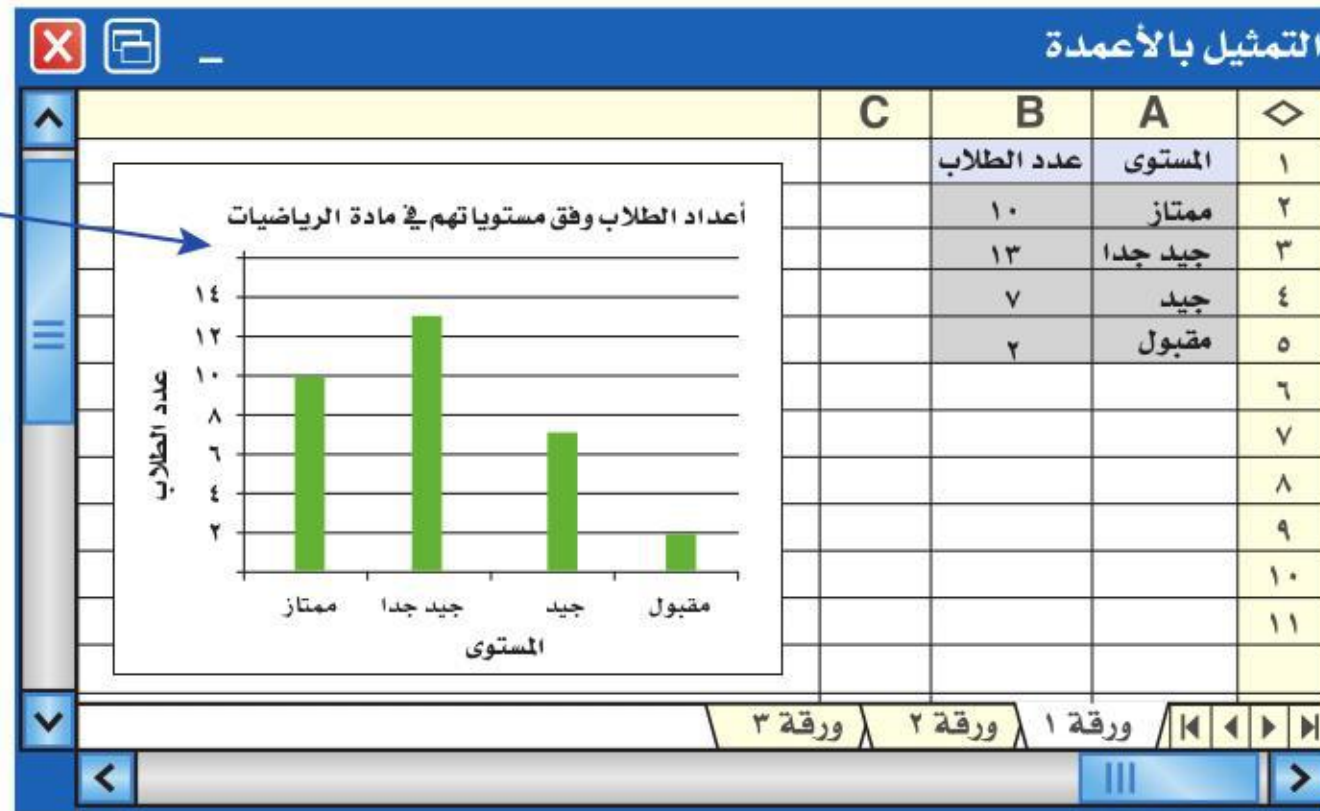 التمثيل بالأعمدة
A B C
١ المستوى عدد الطلاب
٢ ممتاز ١٠
٣ جيد جدا ١٣
٤ جيد ٧
٥ مقبول ٢
٦
٧
٨
٩
١٠
١١
أعداد الطلاب وفق مستوياتهم في مادة الرياضيات
١٤
١٢
١٠
٨
٦
٤
٢
عدد الطلاب
ممتاز جيد جدا جيد مقبول
المستوى
ورقة ١ ورقة ٢ ورقة ٣